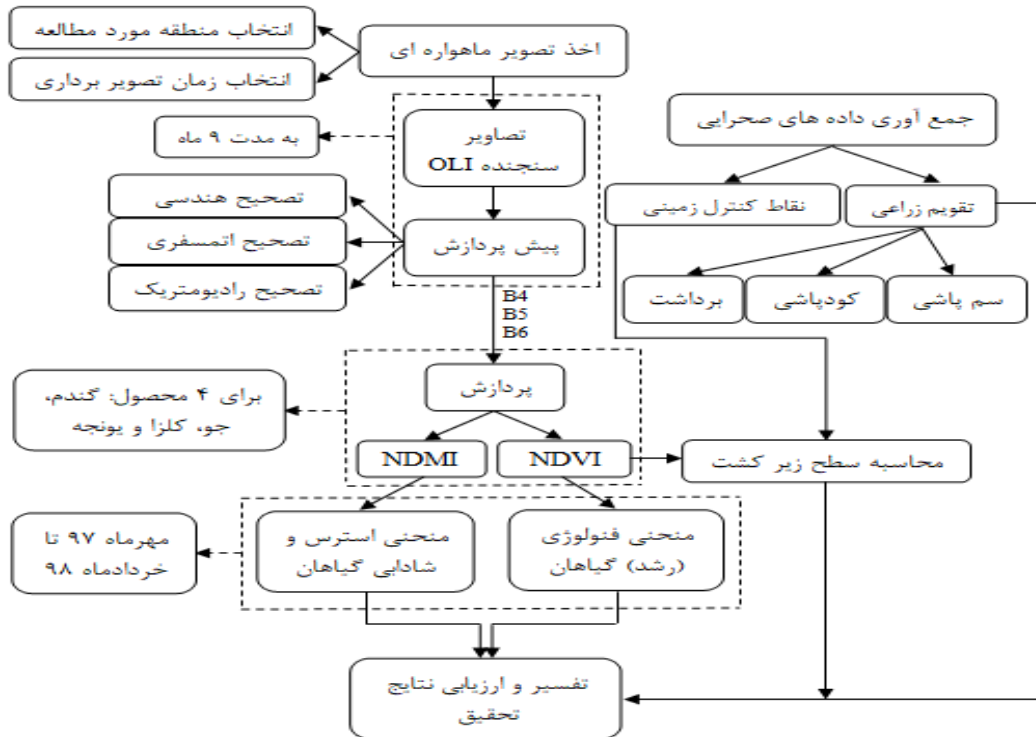 انتخاب منطقه مورد مطالعه
اخذ تصویر ماهواره ای
انتخاب زمان تصویر برداری
جمع آوری داده های صحرایی
به مدت ۹ ماه
تصاویر
سنجنده OLI
تصحیح هندسی
نقاط کنترل زمینی
تقویم زراعی
تصحیح اتمسفری
پیش پردازش
تصحیح رادیومتریک
برداشت
کودپاشی
سم پاشی
B4
B5
B6
پردازش
برای ۴ محصول: گندم،
جو، کلزا و یونجه
NDMI
NDVI
محاسبه سطح زیر کشت
مهرماه ۹۷ تا
خردادماه ۹۸
منحنی استرس و
شادابی گیاهان
منحنی فنولوژی
(رشد) گیاهان
تفسیر و ارزیابی نتایج
تحقیق